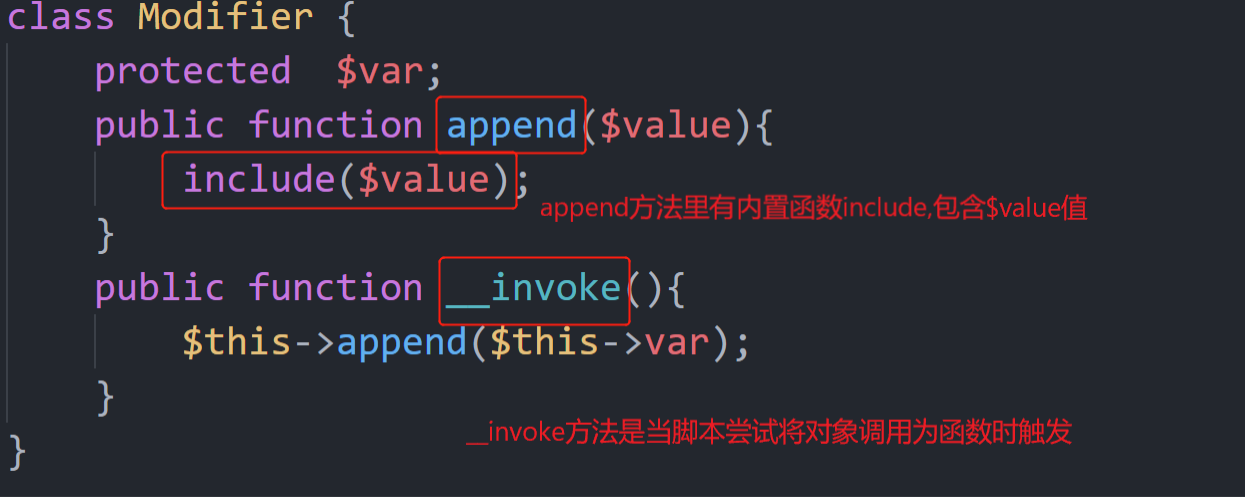 class Modifier {
    protected  $var;
    public function append($value){
        include($value);
append方法里有内置函数include,包含$value值
    }
    public function __invoke(){
        $this->append($this->var);
    }
__invoke方法是当脚本尝试将对象调用为函数时触发
}